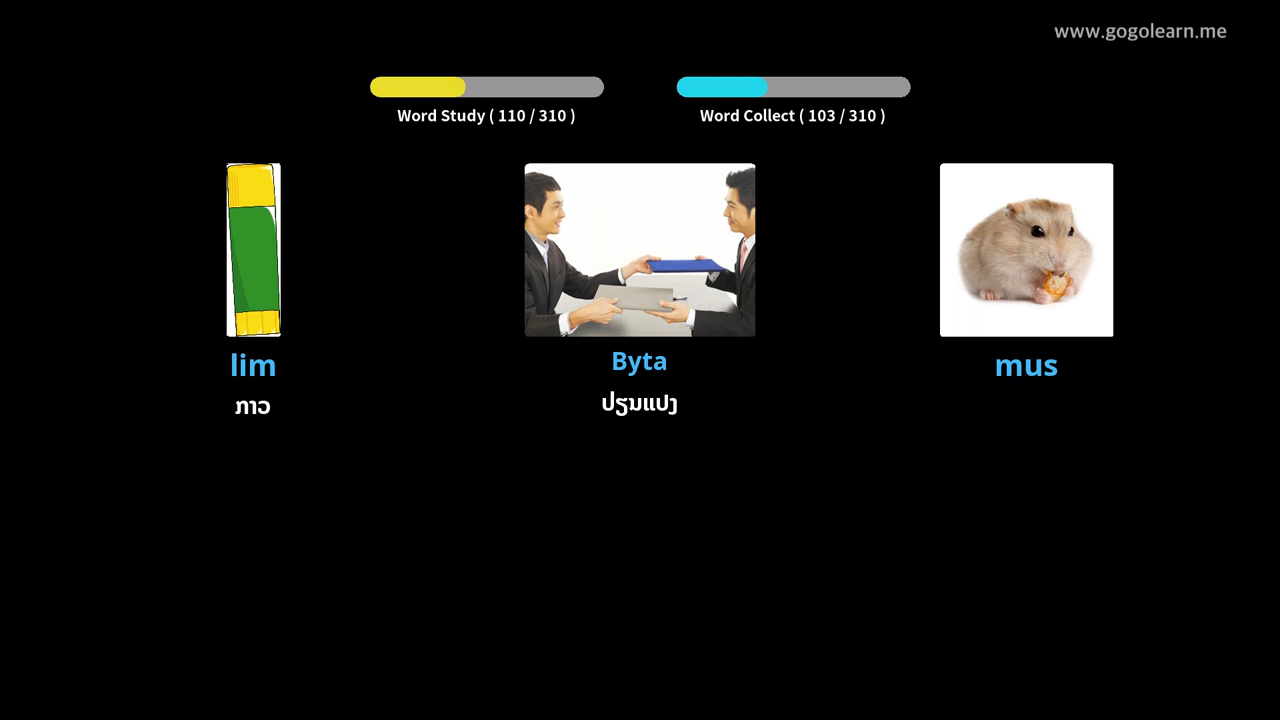 www.gogolearn.me
Word Study ( 110 / 310 )
Word Collect ( 103 / 310 )
lim
Byta
mus
ກາວ
ປຽນແປງ